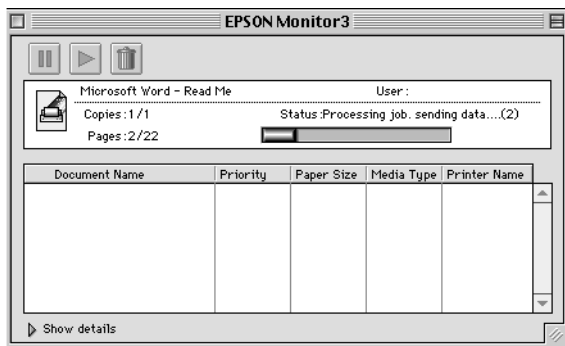 EPSON Monitor3
Microsoft Word - Read Me User:
Copies:1/1 Status:Processing job. sending data....(2)
Pages:2/22
Document Name Priority Paper Size Media Type Printer Name
Show details